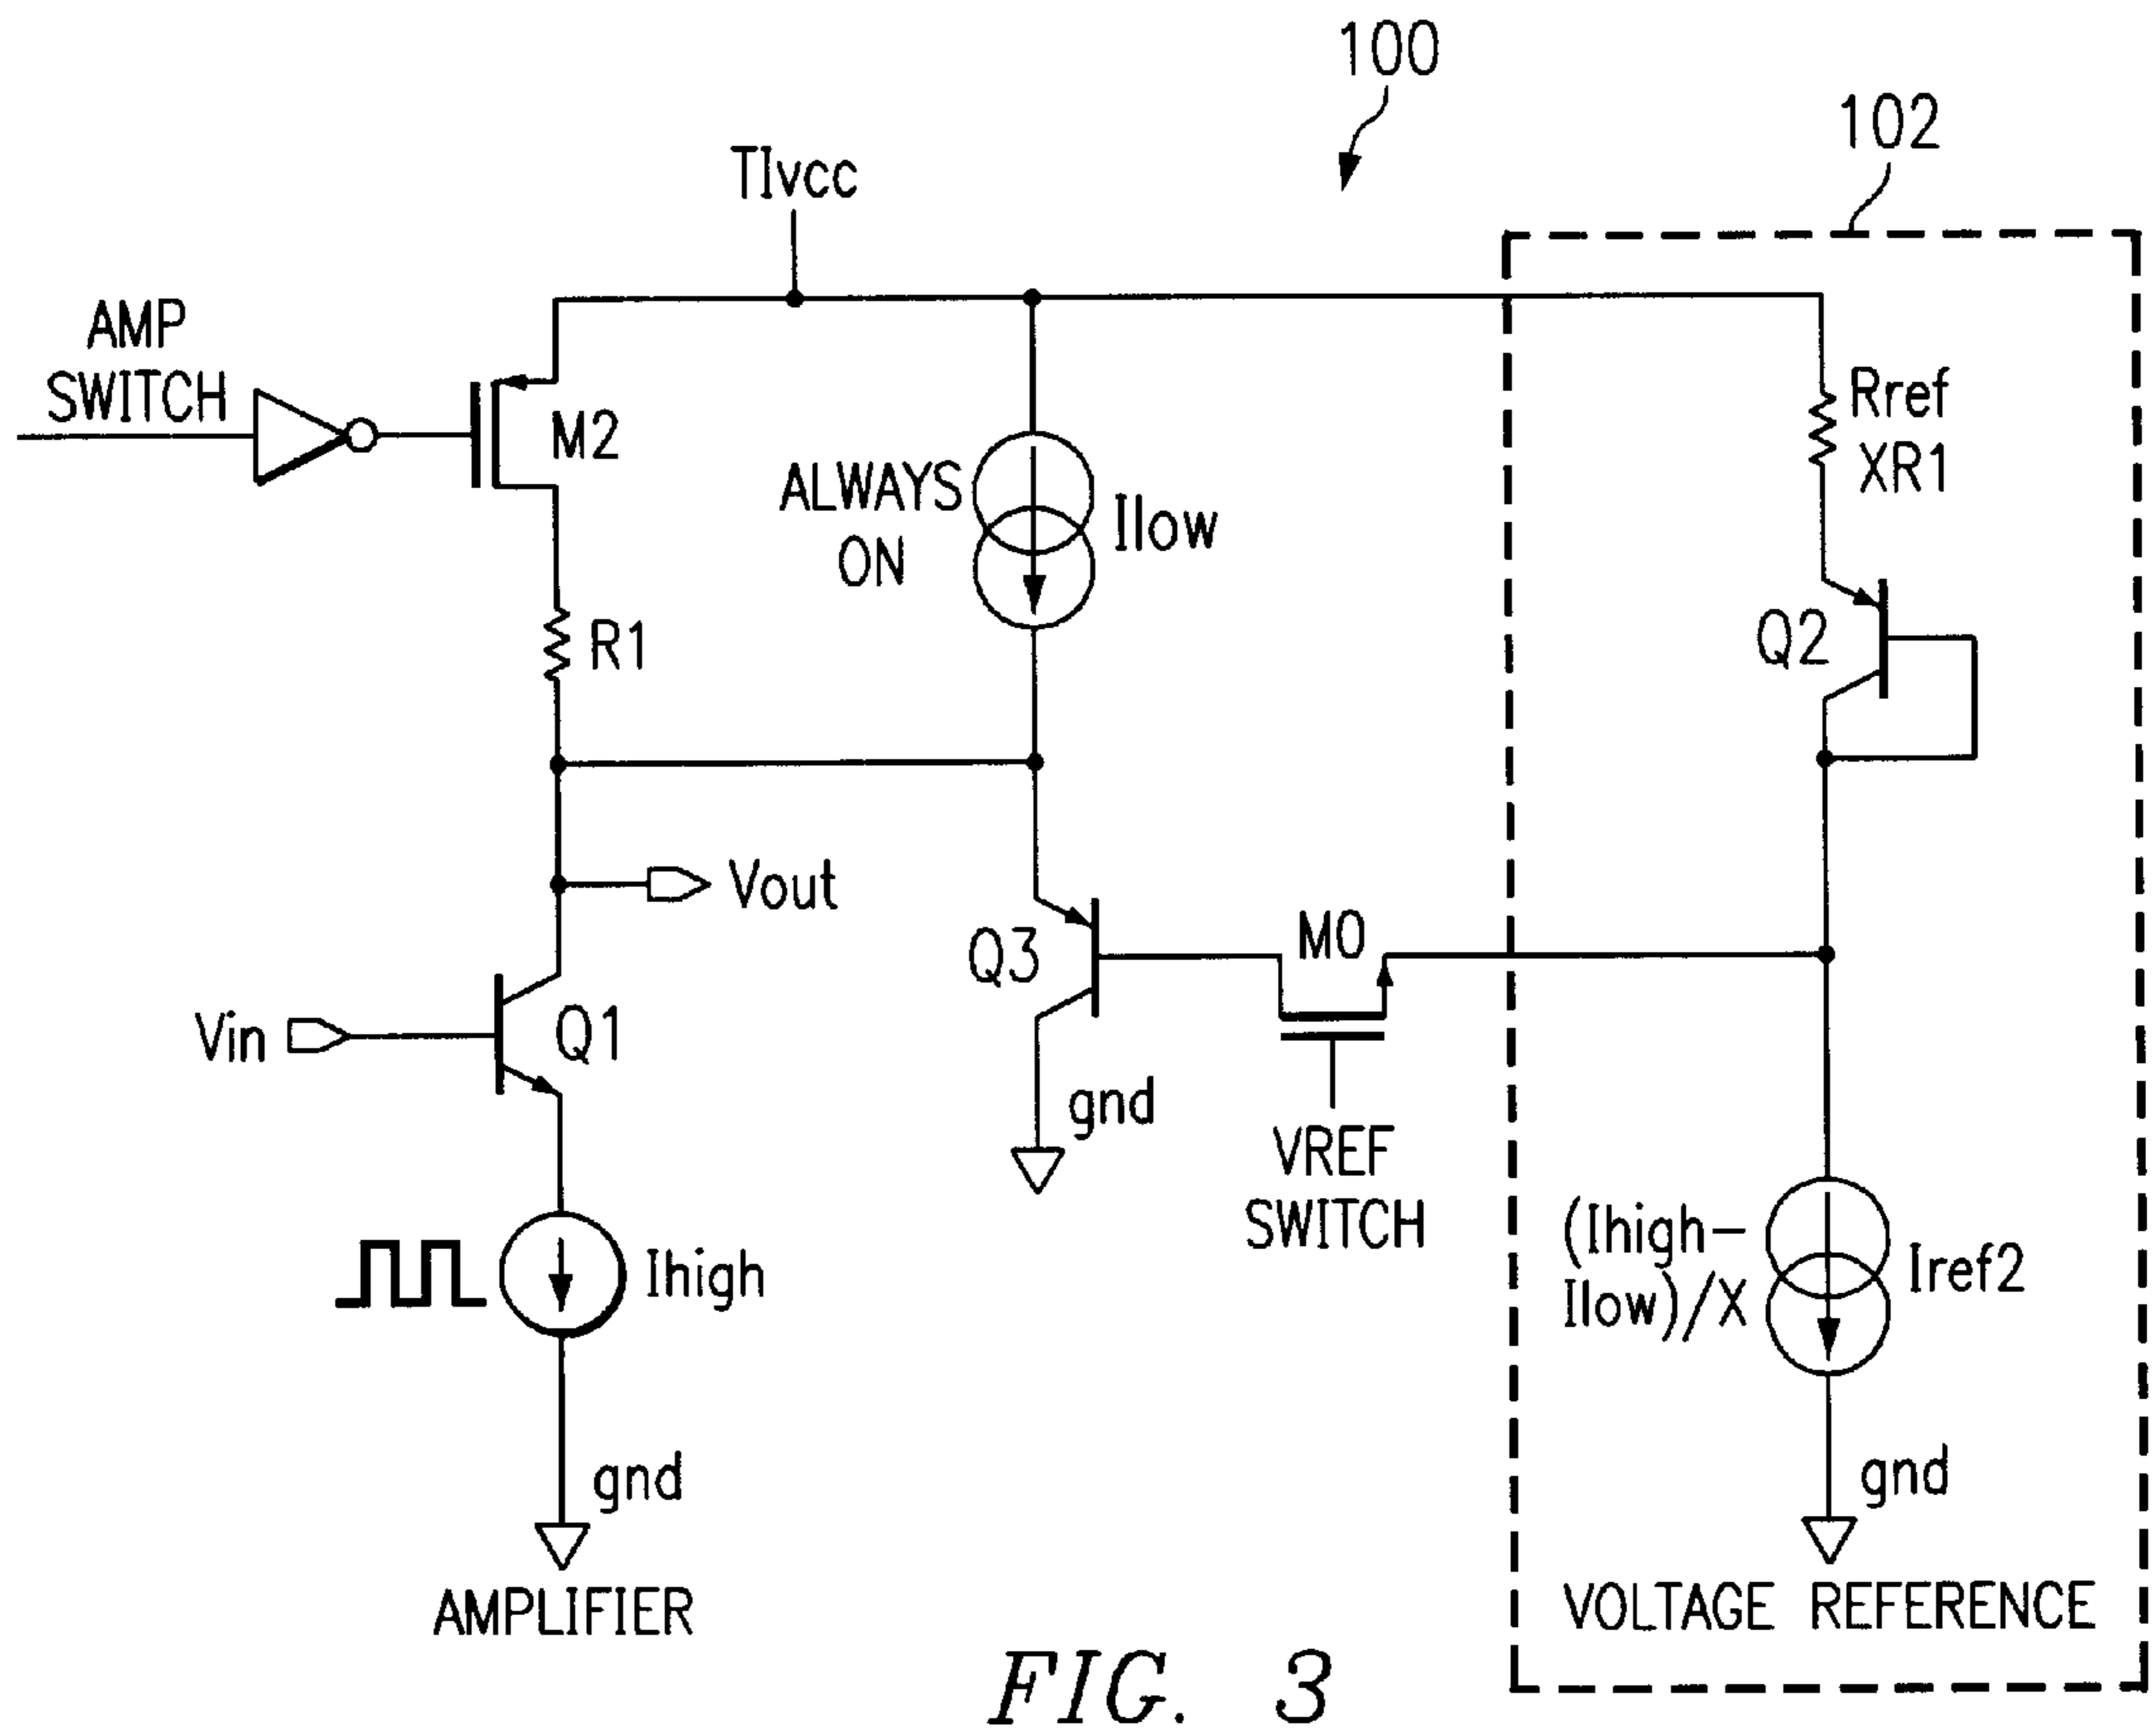 100
102
TIvcc
AMP
SWITCH
M2
ALWAYS
ON
Ilow
Rref
XR1
R1
Q2
Vout
Q3
M0
Vin
Q1
gnd
VREF
SWITCH
Ihigh
(Ihigh-
Ilow)/X
Iref2
gnd
gnd
AMPLIFIER
VOLTAGE REFERENCE
FIG. 3